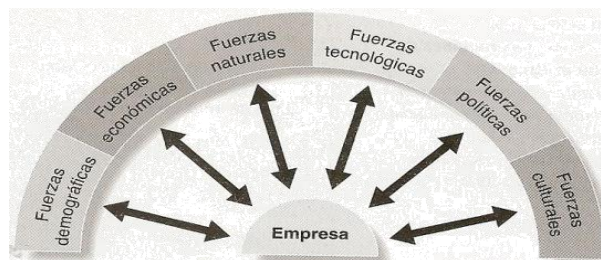 Fuerzas
demográficas
Fuerzas
económicas
Fuerzas
naturales
Fuerzas
tecnológicas
Fuerzas
políticas
Fuerzas
culturales
Empresa